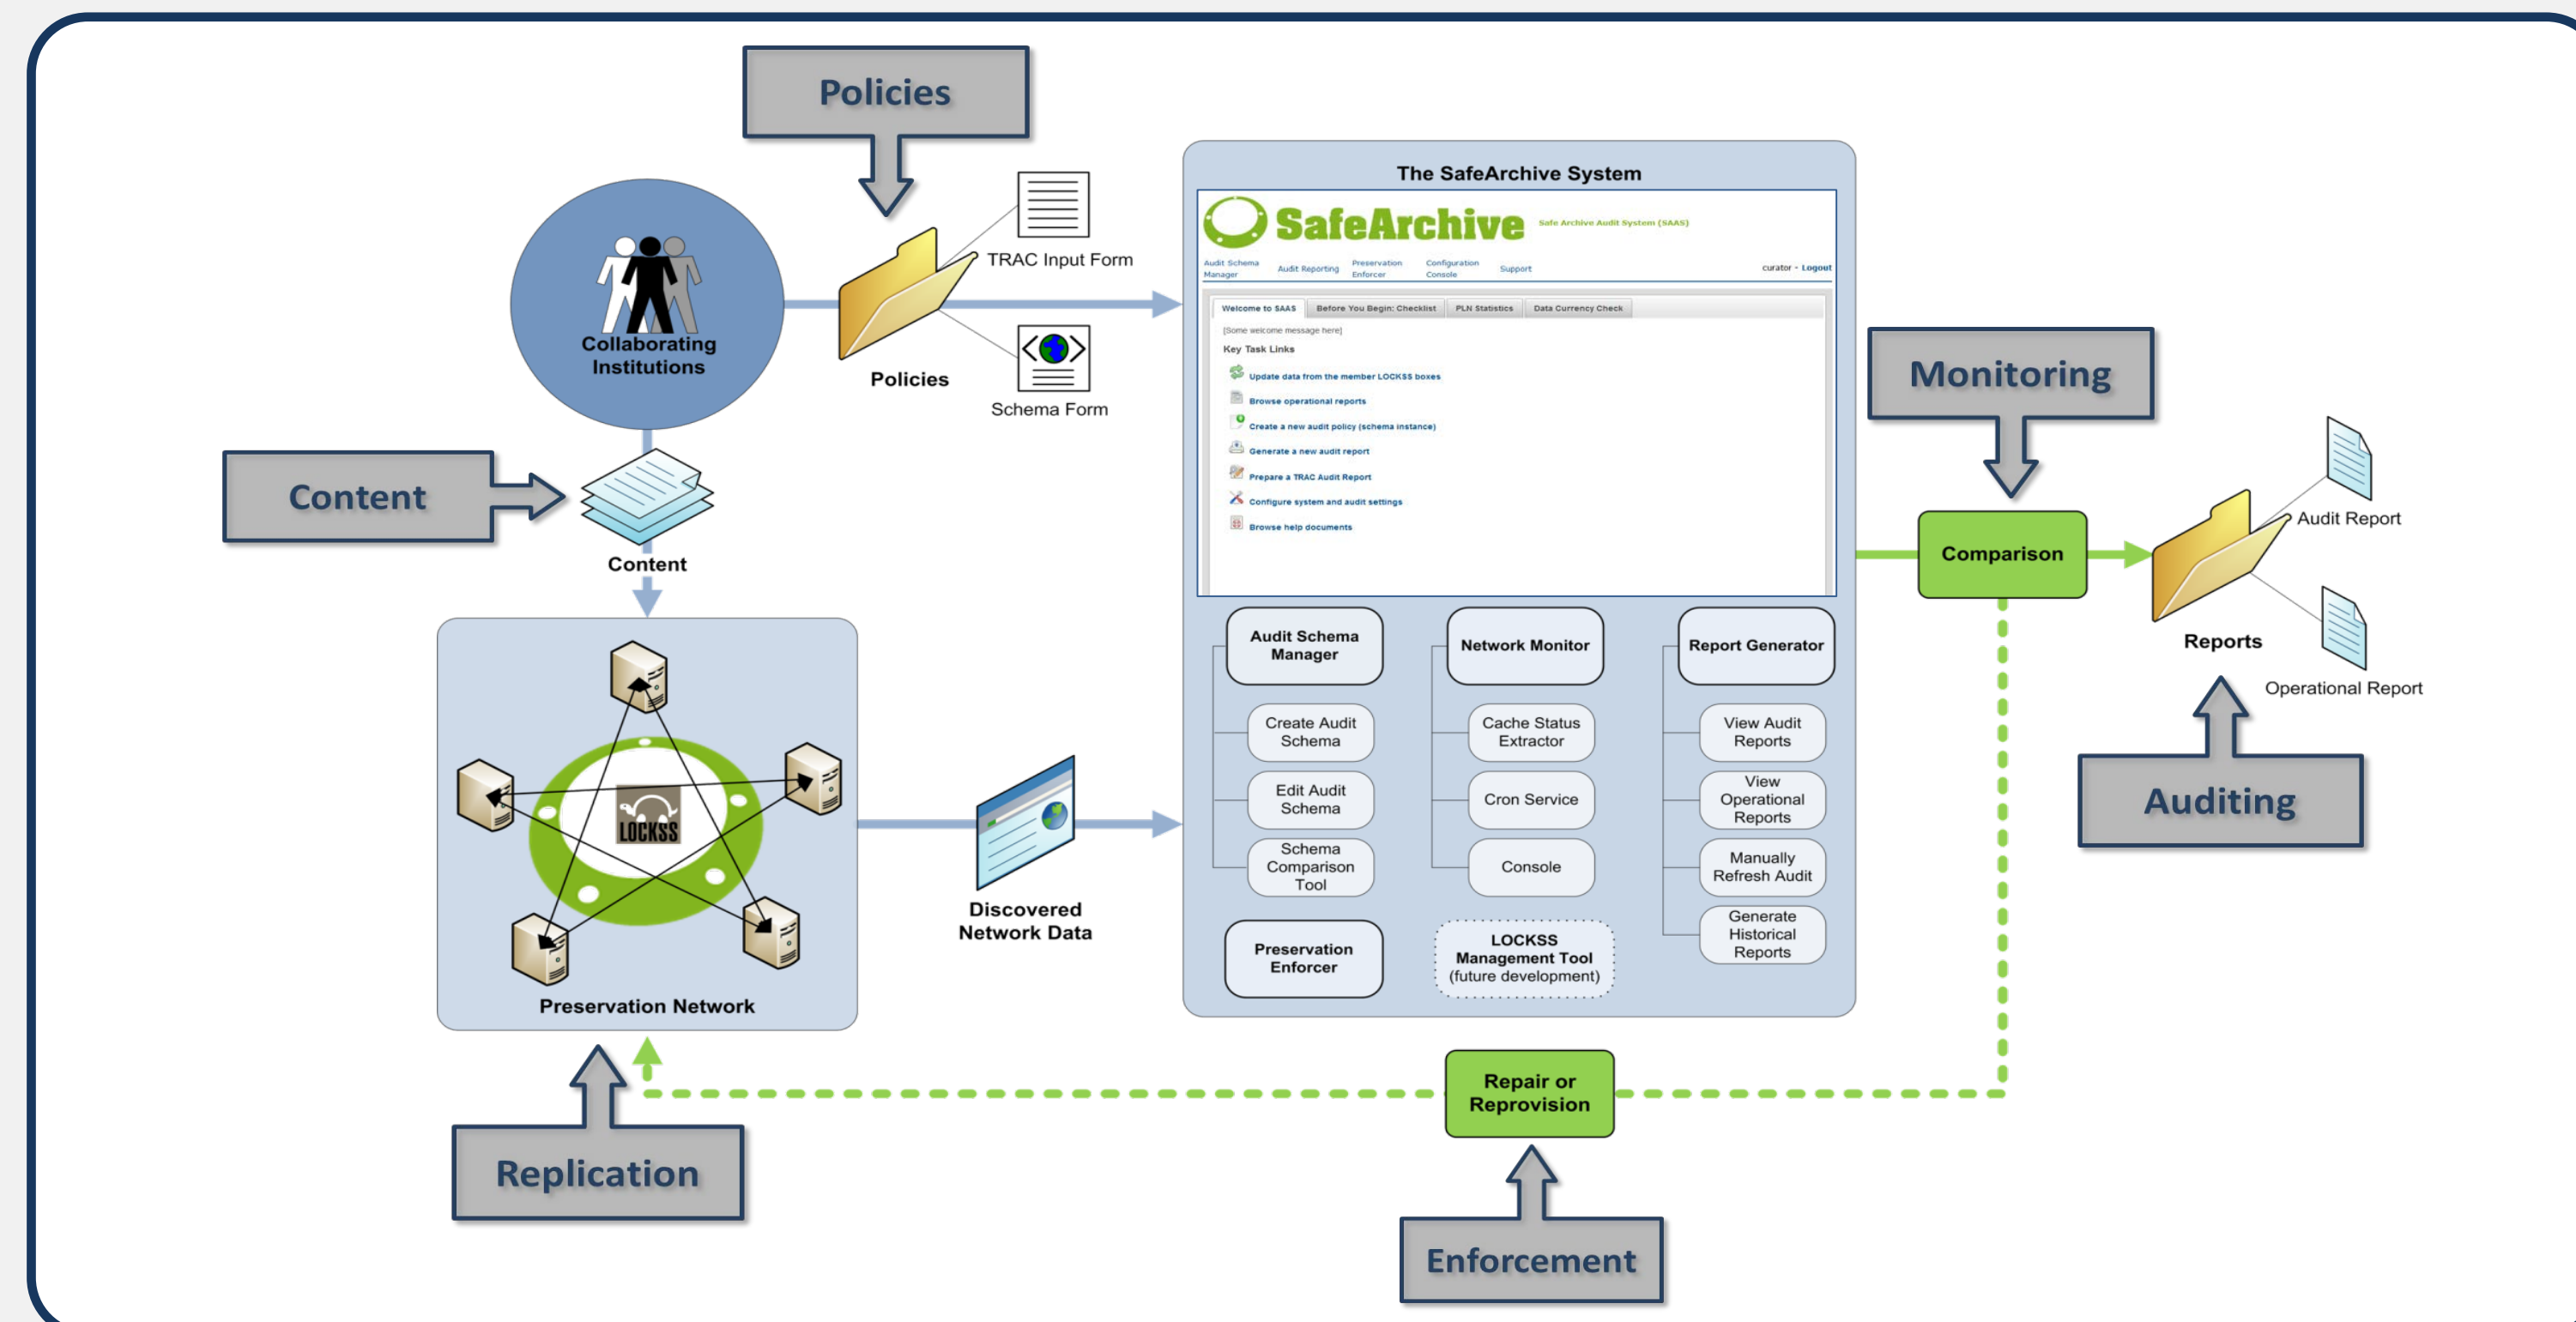 Policies
TRAC Input Form
Collaborating
Institutions
Policies
Schema Form
Content
Content
LOCKSS
Preservation Network
Discovered
Network Data
Replication
The SafeArchive System
SafeArchive
Safe Archive Audit System (SAAS)
Audit Schema
Manager
Audit Reporting
Preservation
Enforcer
Configuration
Console
Support
curator - Logout
Welcome to SAAS
Before You Begin: Checklist
PLN Statistics
Data Currency Check
[Some welcome message here]
Key Task Links
Update data from the member LOCKSS boxes
Browse operational reports
Create a new audit policy (schema instance)
Generate a new audit report
Prepare a TRAC Audit Report
Configure system and audit settings
Browse help documents
Audit Schema
Manager
Create Audit
Schema
Edit Audit
Schema
Schema
Comparison
Tool
Preservation
Enforcer
Network Monitor
Cache Status
Extractor
Cron Service
Console
LOCKSS
Management Tool
(future development)
Report Generator
View Audit
Reports
View
Operational
Reports
Manually
Refresh Audit
Generate
Historical
Reports
Monitoring
Comparison
Audit Report
Reports
Operational Report
Auditing
Repair or
Reprovision
Enforcement